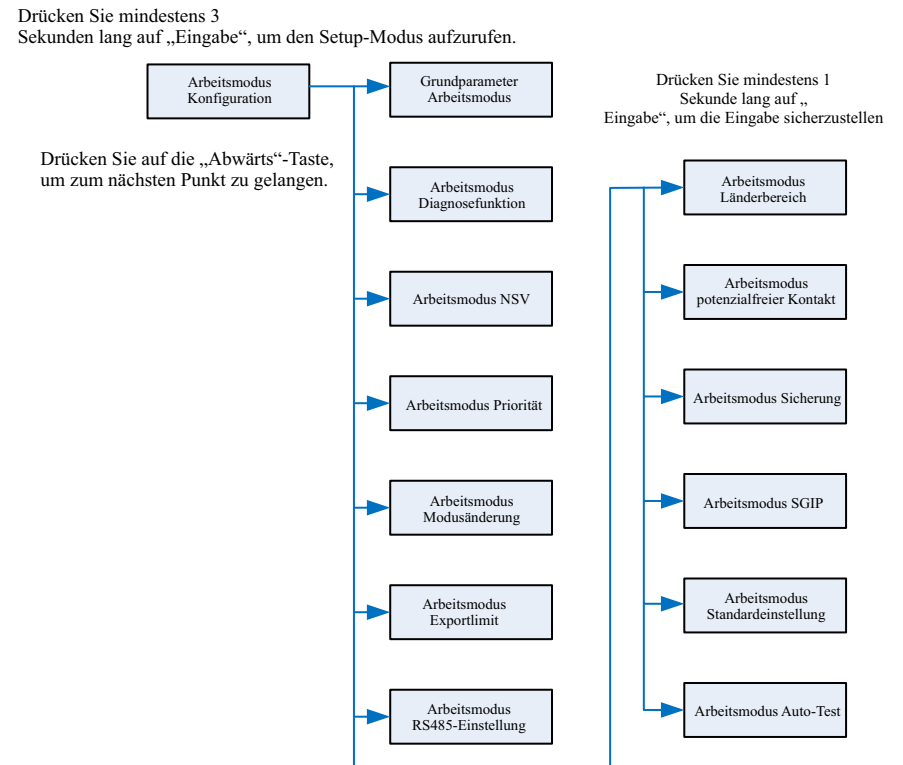 Drücken Sie mindestens 3
Sekunden lang auf „Eingabe“, um den Setup-Modus aufzurufen.
Arbeitsmodus
Konfiguration
Drücken Sie auf die „Abwärts“-Taste,
um zum nächsten Punkt zu gelangen.
Grundparameter
Arbeitsmodus
Arbeitsmodus
Diagnosefunktion
Arbeitsmodus NSV
Arbeitsmodus Priorität
Arbeitsmodus
Modusänderung
Arbeitsmodus
Exportlimit
Arbeitsmodus
RS485-Einstellung
Drücken Sie mindestens 1
Sekunde lang auf „
Eingabe“, um die Eingabe sicherzustellen
Arbeitsmodus
Länderbereich
Arbeitsmodus
potenzialfreier Kontakt
Arbeitsmodus Sicherung
Arbeitsmodus SGIP
Arbeitsmodus
Standardeinstellung
Arbeitsmodus Auto-Test